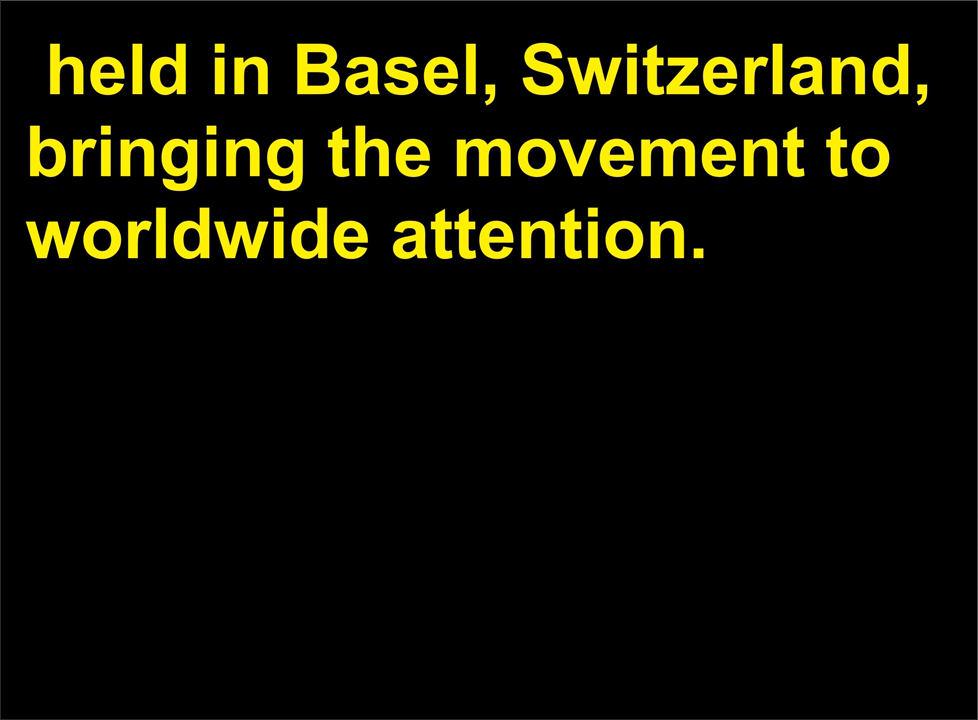 held in Basel, Switzerland,
bringing the movement to
worldwide attention.